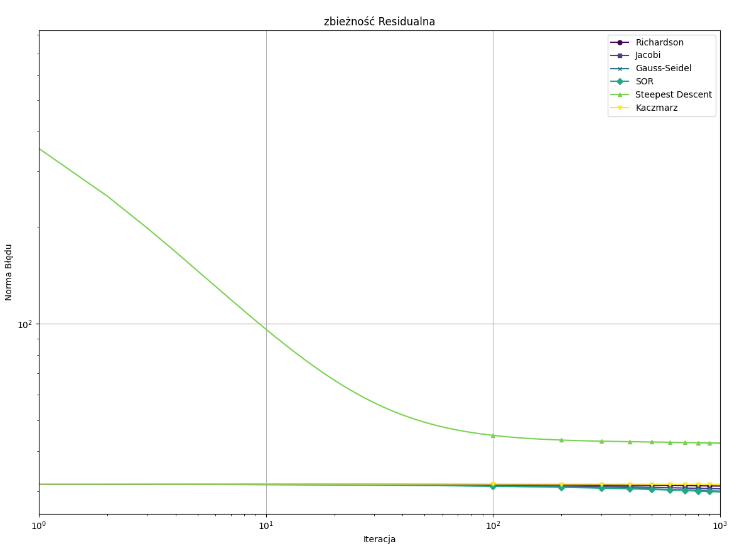 zbieżność Residualna
Richardson
Jacobi
Gauss-Seidel
SOR
Steepest Descent
Kaczmarz
Norma Błędu
10²
10⁰
10¹
10²
10³
Iteracja